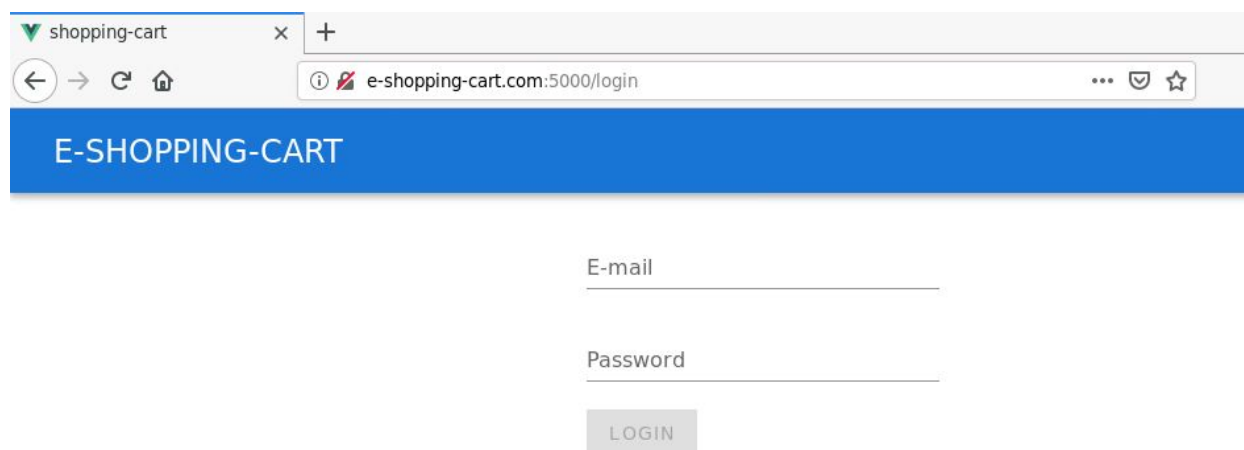 shopping-cart
e-shopping-cart.com:5000/login
E-SHOPPING-CART
E-mail
Password
LOGIN